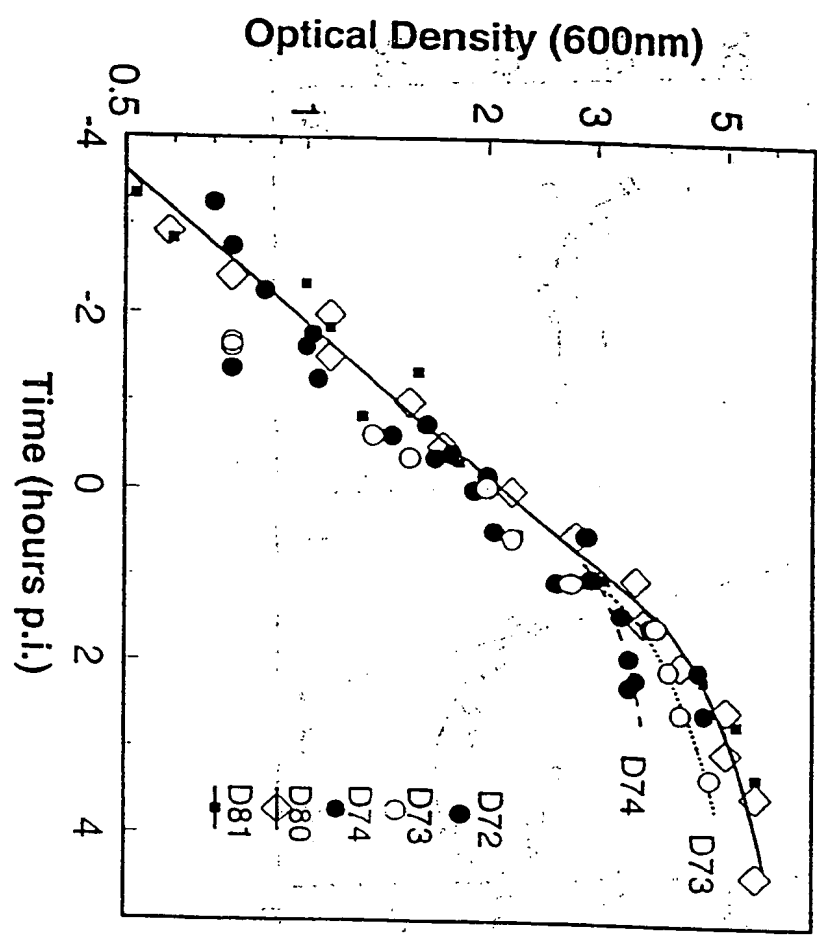 Optical Density (600nm)
0.5
1
2
3
5
-4
-2
0
2
4
Time (hours p.i.)
D74
D73
D72
D73
D74
D80
D81